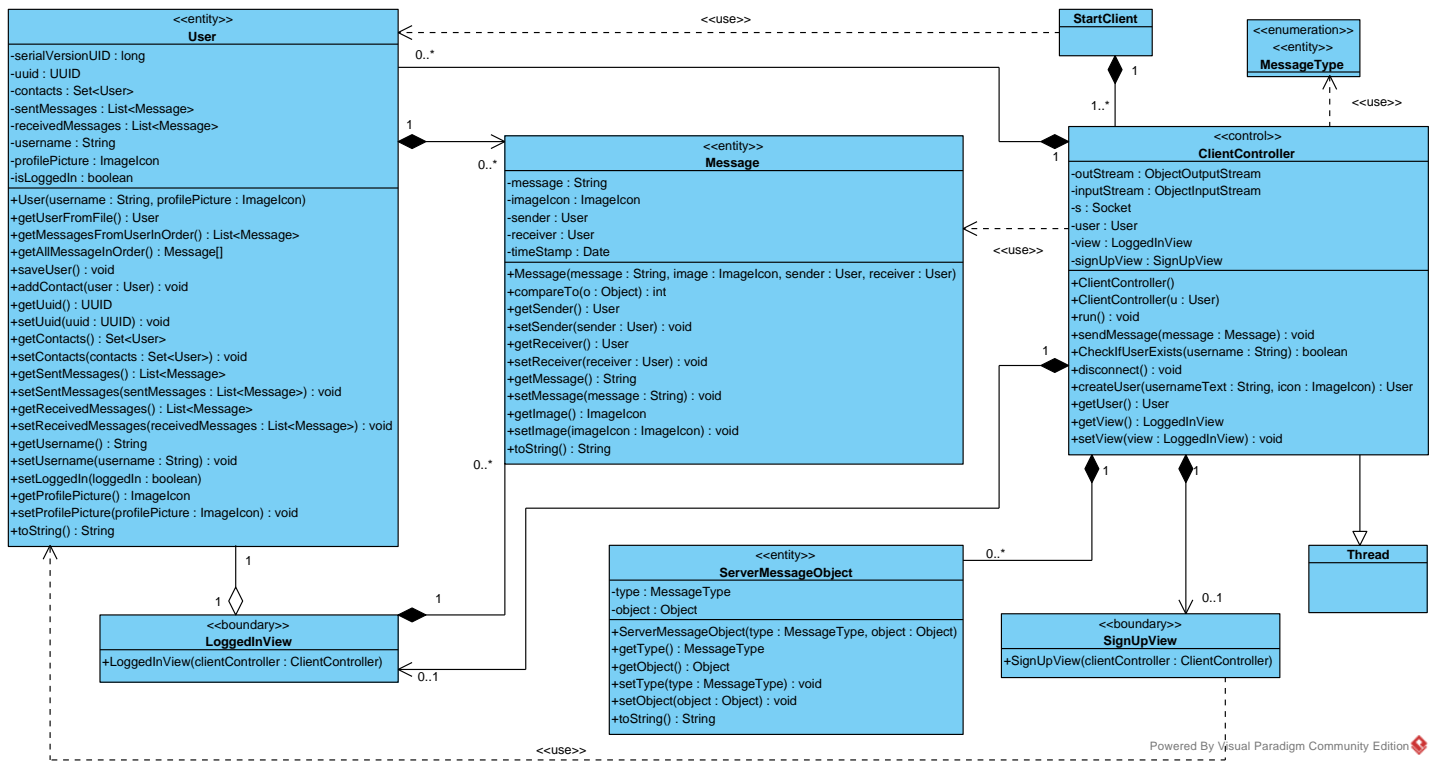 <<entity>>
User
-serialVersionUID : long
-uuid : UUID
-contacts : Set<User>
-sentMessages : List<Message>
-receivedMessages : List<Message>
-username : String
-profilePicture : ImageIcon
-isLoggedIn : boolean
+User(username : String, profilePicture : ImageIcon)
+getUserFromFile() : User
+getMessagesFromUserInOrder() : List<Message>
+getAllMessageInOrder() : Message[]
+saveUser() : void
+addContact(user : User) : void
+getUuid() : UUID
+setUuid(uuid : UUID) : void
+getContacts() : Set<User>
+setContacts(contacts : Set<User>) : void
+getSentMessages() : List<Message>
+setSentMessages(sentMessages : List<Message>) : void
+getReceivedMessages() : List<Message>
+setReceivedMessages(receivedMessages : List<Message>) : void
+getUsername() : String
+setUsername(username : String) : void
+setLoggedIn(loggedIn : boolean)
+getProfilePicture() : ImageIcon
+setProfilePicture(profilePicture : ImageIcon) : void
+toString() : String
<<use>>
0..*
StartClient
1
1..*
<<enumeration>>
<<entity>>
MessageType
<<use>>
1
0..*
<<entity>>
Message
-message : String
-imageIcon : ImageIcon
-sender : User
-receiver : User
-timeStamp : Date
+Message(message : String, image : ImageIcon, sender : User, receiver : User)
+compareTo(o : Object) : int
+getSender() : User
+setSender(sender : User) : void
+getReceiver() : User
+setReceiver(receiver : User) : void
+getMessage() : String
+setMessage(message : String) : void
+getImage() : ImageIcon
+setImage(imageIcon : ImageIcon) : void
+toString() : String
0..*
1
<<use>>
1
<<control>>
ClientController
-outStream : ObjectOutputStream
-inputStream : ObjectInputStream
-s : Socket
-user : User
-view : LoggedInView
-signUpView : SignUpView
+ClientController()
+ClientController(u : User)
+run() : void
+sendMessage(message : Message) : void
+CheckIfUserExists(username : String) : boolean
+disconnect() : void
+createUser(usernameText : String, icon : ImageIcon) : User
+getUser() : User
+getView() : LoggedInView
+setView(view : LoggedInView) : void
1
1
0..*
0..1
Thread
<<entity>>
ServerMessageObject
-type : MessageType
-object : Object
+ServerMessageObject(type : MessageType, object : Object)
+getType() : MessageType
+getObject() : Object
+setType(type : MessageType) : void
+setObject(object : Object) : void
+toString() : String
1
1
1
<<boundary>>
LoggedInView
+LoggedInView(clientController : ClientController)
0..1
<<boundary>>
SignUpView
+SignUpView(clientController : ClientController)
<<use>>
Powered By Visual Paradigm Community Edition